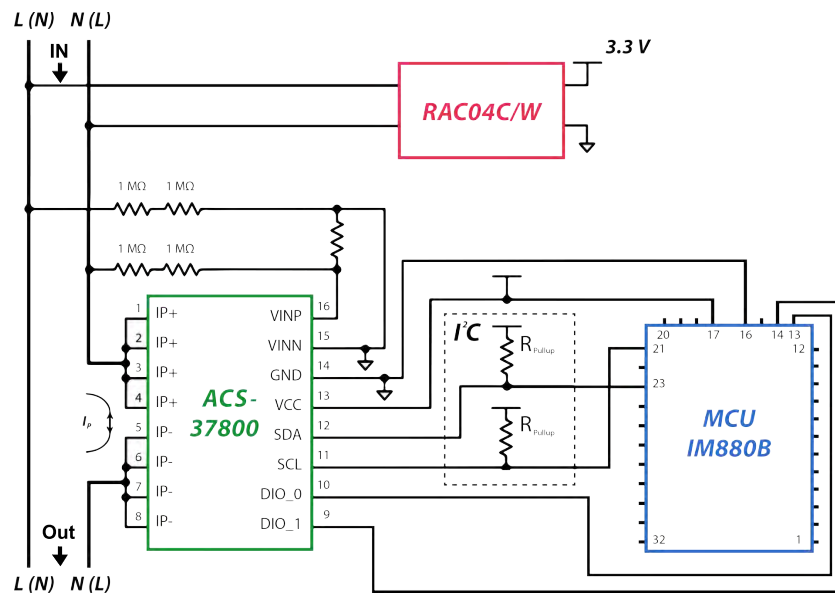 L (N) N (L)
IN
3.3 V
RAC04C/W
1 MΩ 1 MΩ
1 MΩ 1 MΩ
1 IP+ VINP 16
2 IP+ VINN 15
3 IP+ GND 14
4 IP+ VCC 13
5 IP- SDA 12
6 IP- SCL 11
7 IP- DIO_0 10
8 IP- DIO_1 9
ACS-
37800
IP
I²C
RPullup
RPullup
20 17 16 14 13
21 12
23
MCU
IM880B
32 1
Out
L (N) N (L)